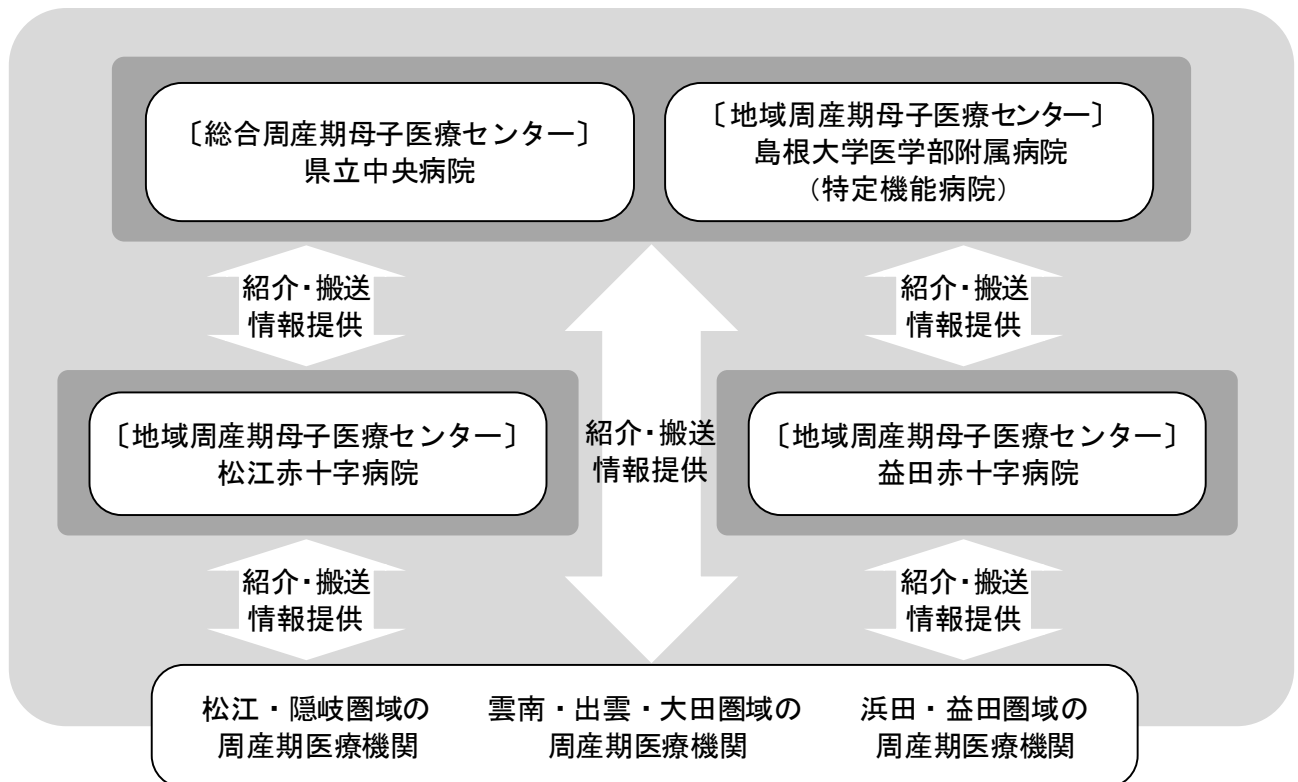 〔総合周産期母子医療センター〕
県立中央病院
〔地域周産期母子医療センター〕
島根大学医学部附属病院
（特定機能病院）
紹介・搬送
情報提供
紹介・搬送
情報提供
〔地域周産期母子医療センター〕
松江赤十字病院
紹介・搬送
情報提供
〔地域周産期母子医療センター〕
益田赤十字病院
紹介・搬送
情報提供
紹介・搬送
情報提供
松江・隠岐圏域の
周産期医療機関
雲南・出雲・大田圏域の
周産期医療機関
浜田・益田圏域の
周産期医療機関